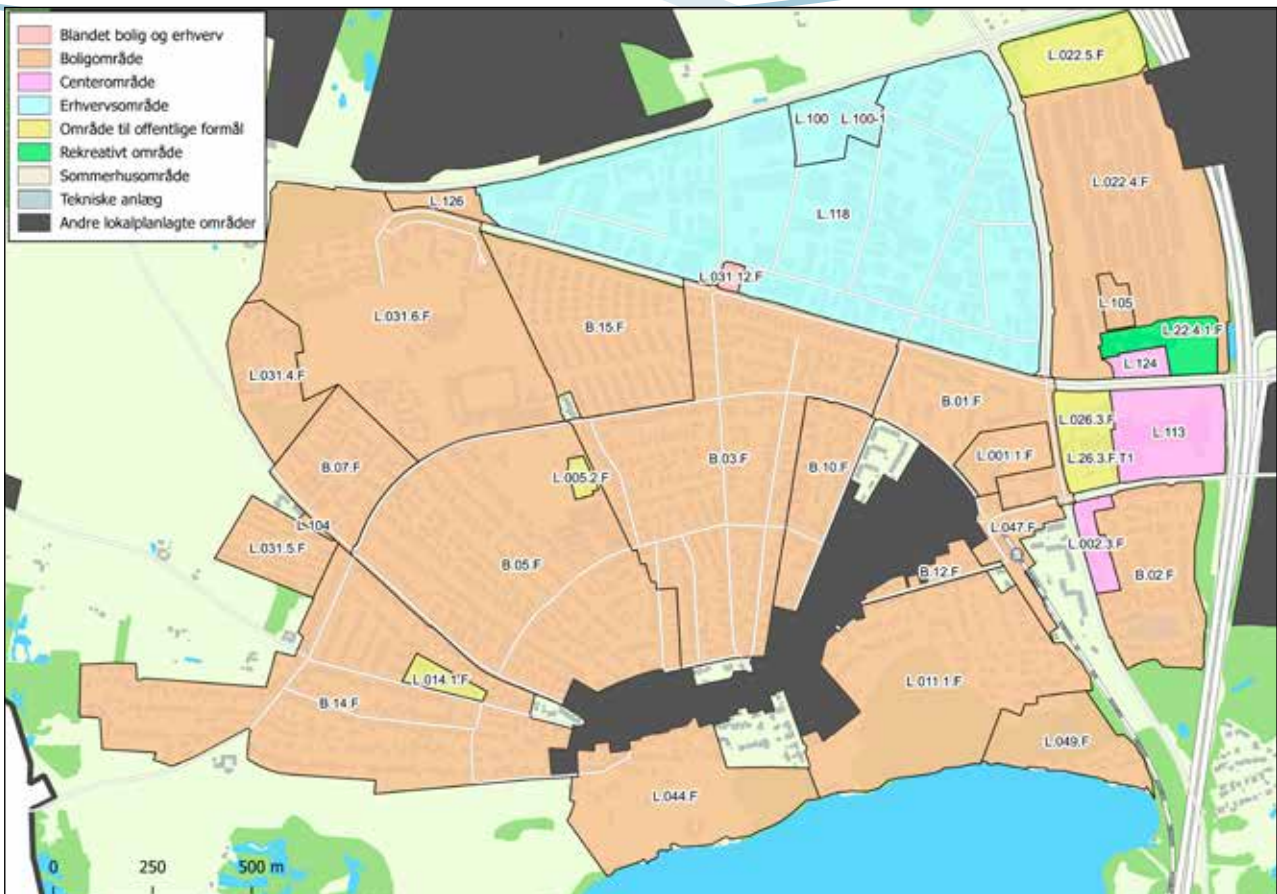 Blandet bolig og erhverv
Boligområde
Centerområde
Erhvervsområde
Område til offentlige formål
Rekreativt område
Sommerhusområde
Tekniske anlæg
Andre lokalplanlagte områder
L.022.5.F
L.100 L.100-1
L.022.4.F
L.126
L.118
L.031.12.F
L.105
L.031.6.F
B.15.F
L.22.4.1.F
L.124
L.031.4.F
B.01.F
L.026.3.F
L.113
B.07.F
B.03.F
B.10.F
L.001.1.F
L.26.3.F.T1
L.005.2.F
L.104
L.047.F
L.031.5.F
L.002.3.F
B.05.F
B.12.F
B.02.F
L.014.1.F
L.011.1.F
B.14.F
L.049.F
L.044.F
0 250 500 m